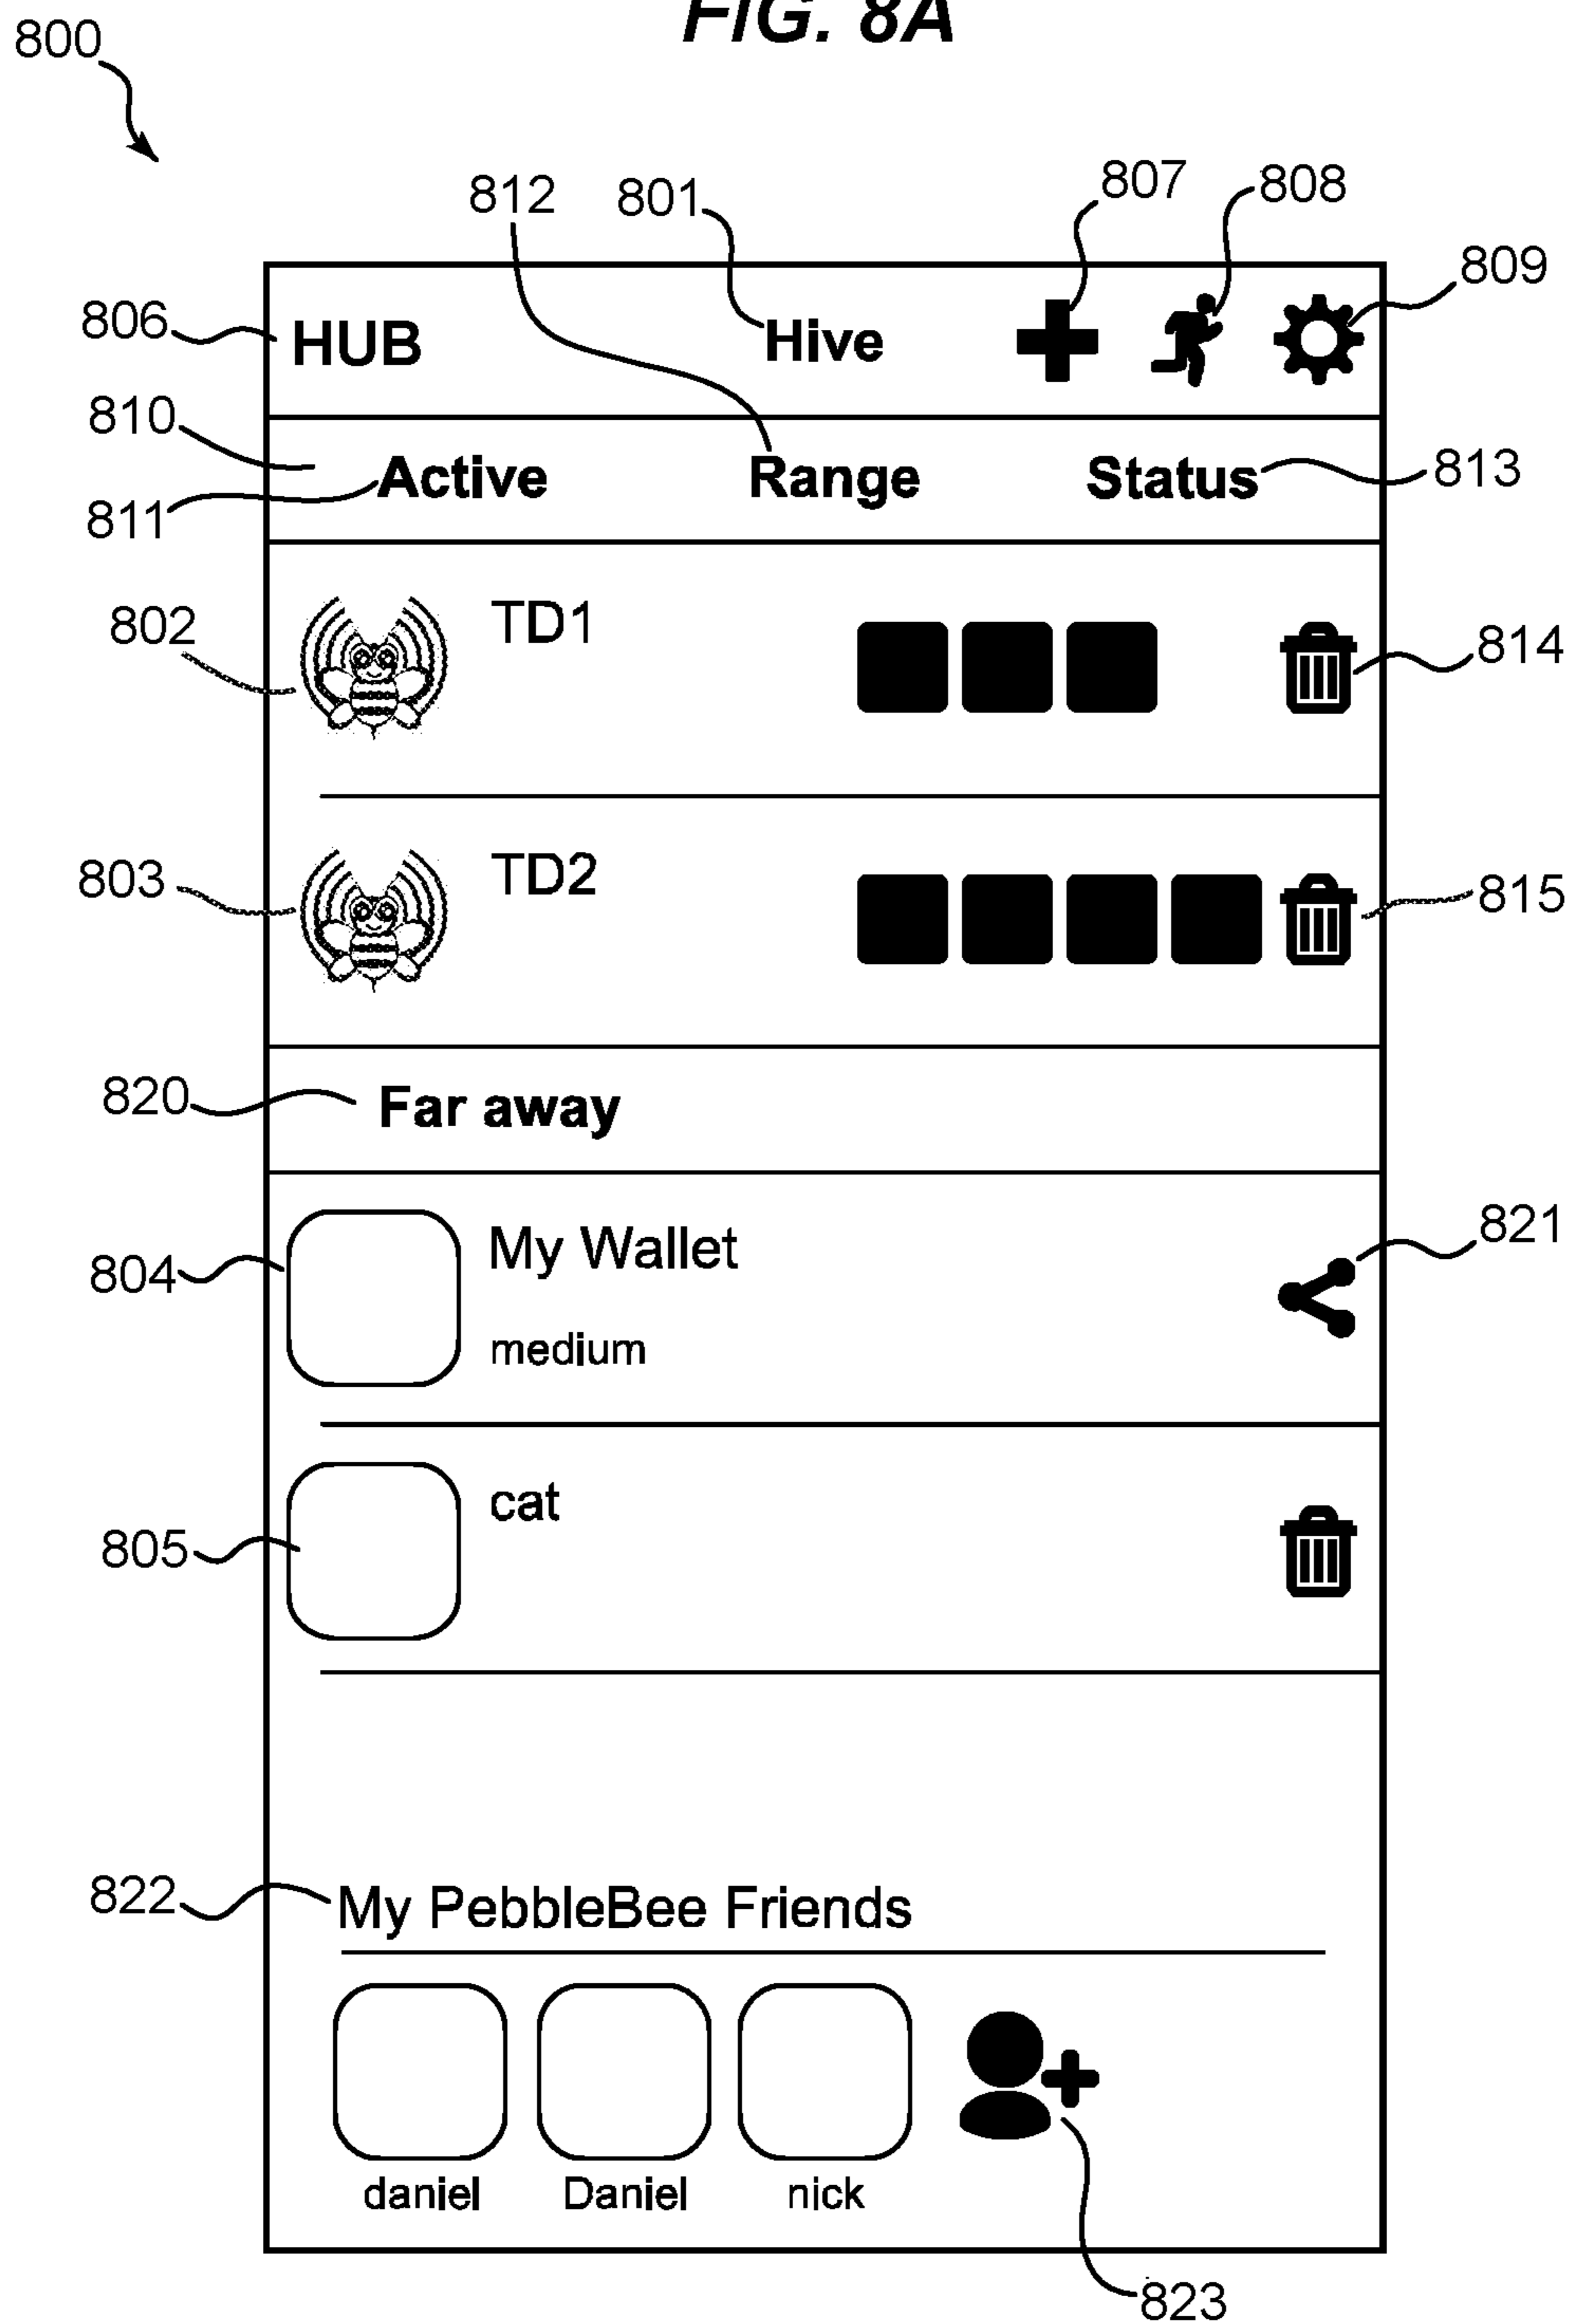 FIG. 8A
800
812 801 807 808
809
806 HUB Hive
810
Active Range Status 813
811
802 TD1 814
803 TD2 815
820 Far away
821
804 My Wallet
medium
805 cat
822 My PebbleBee Friends
daniel Daniel nick
823